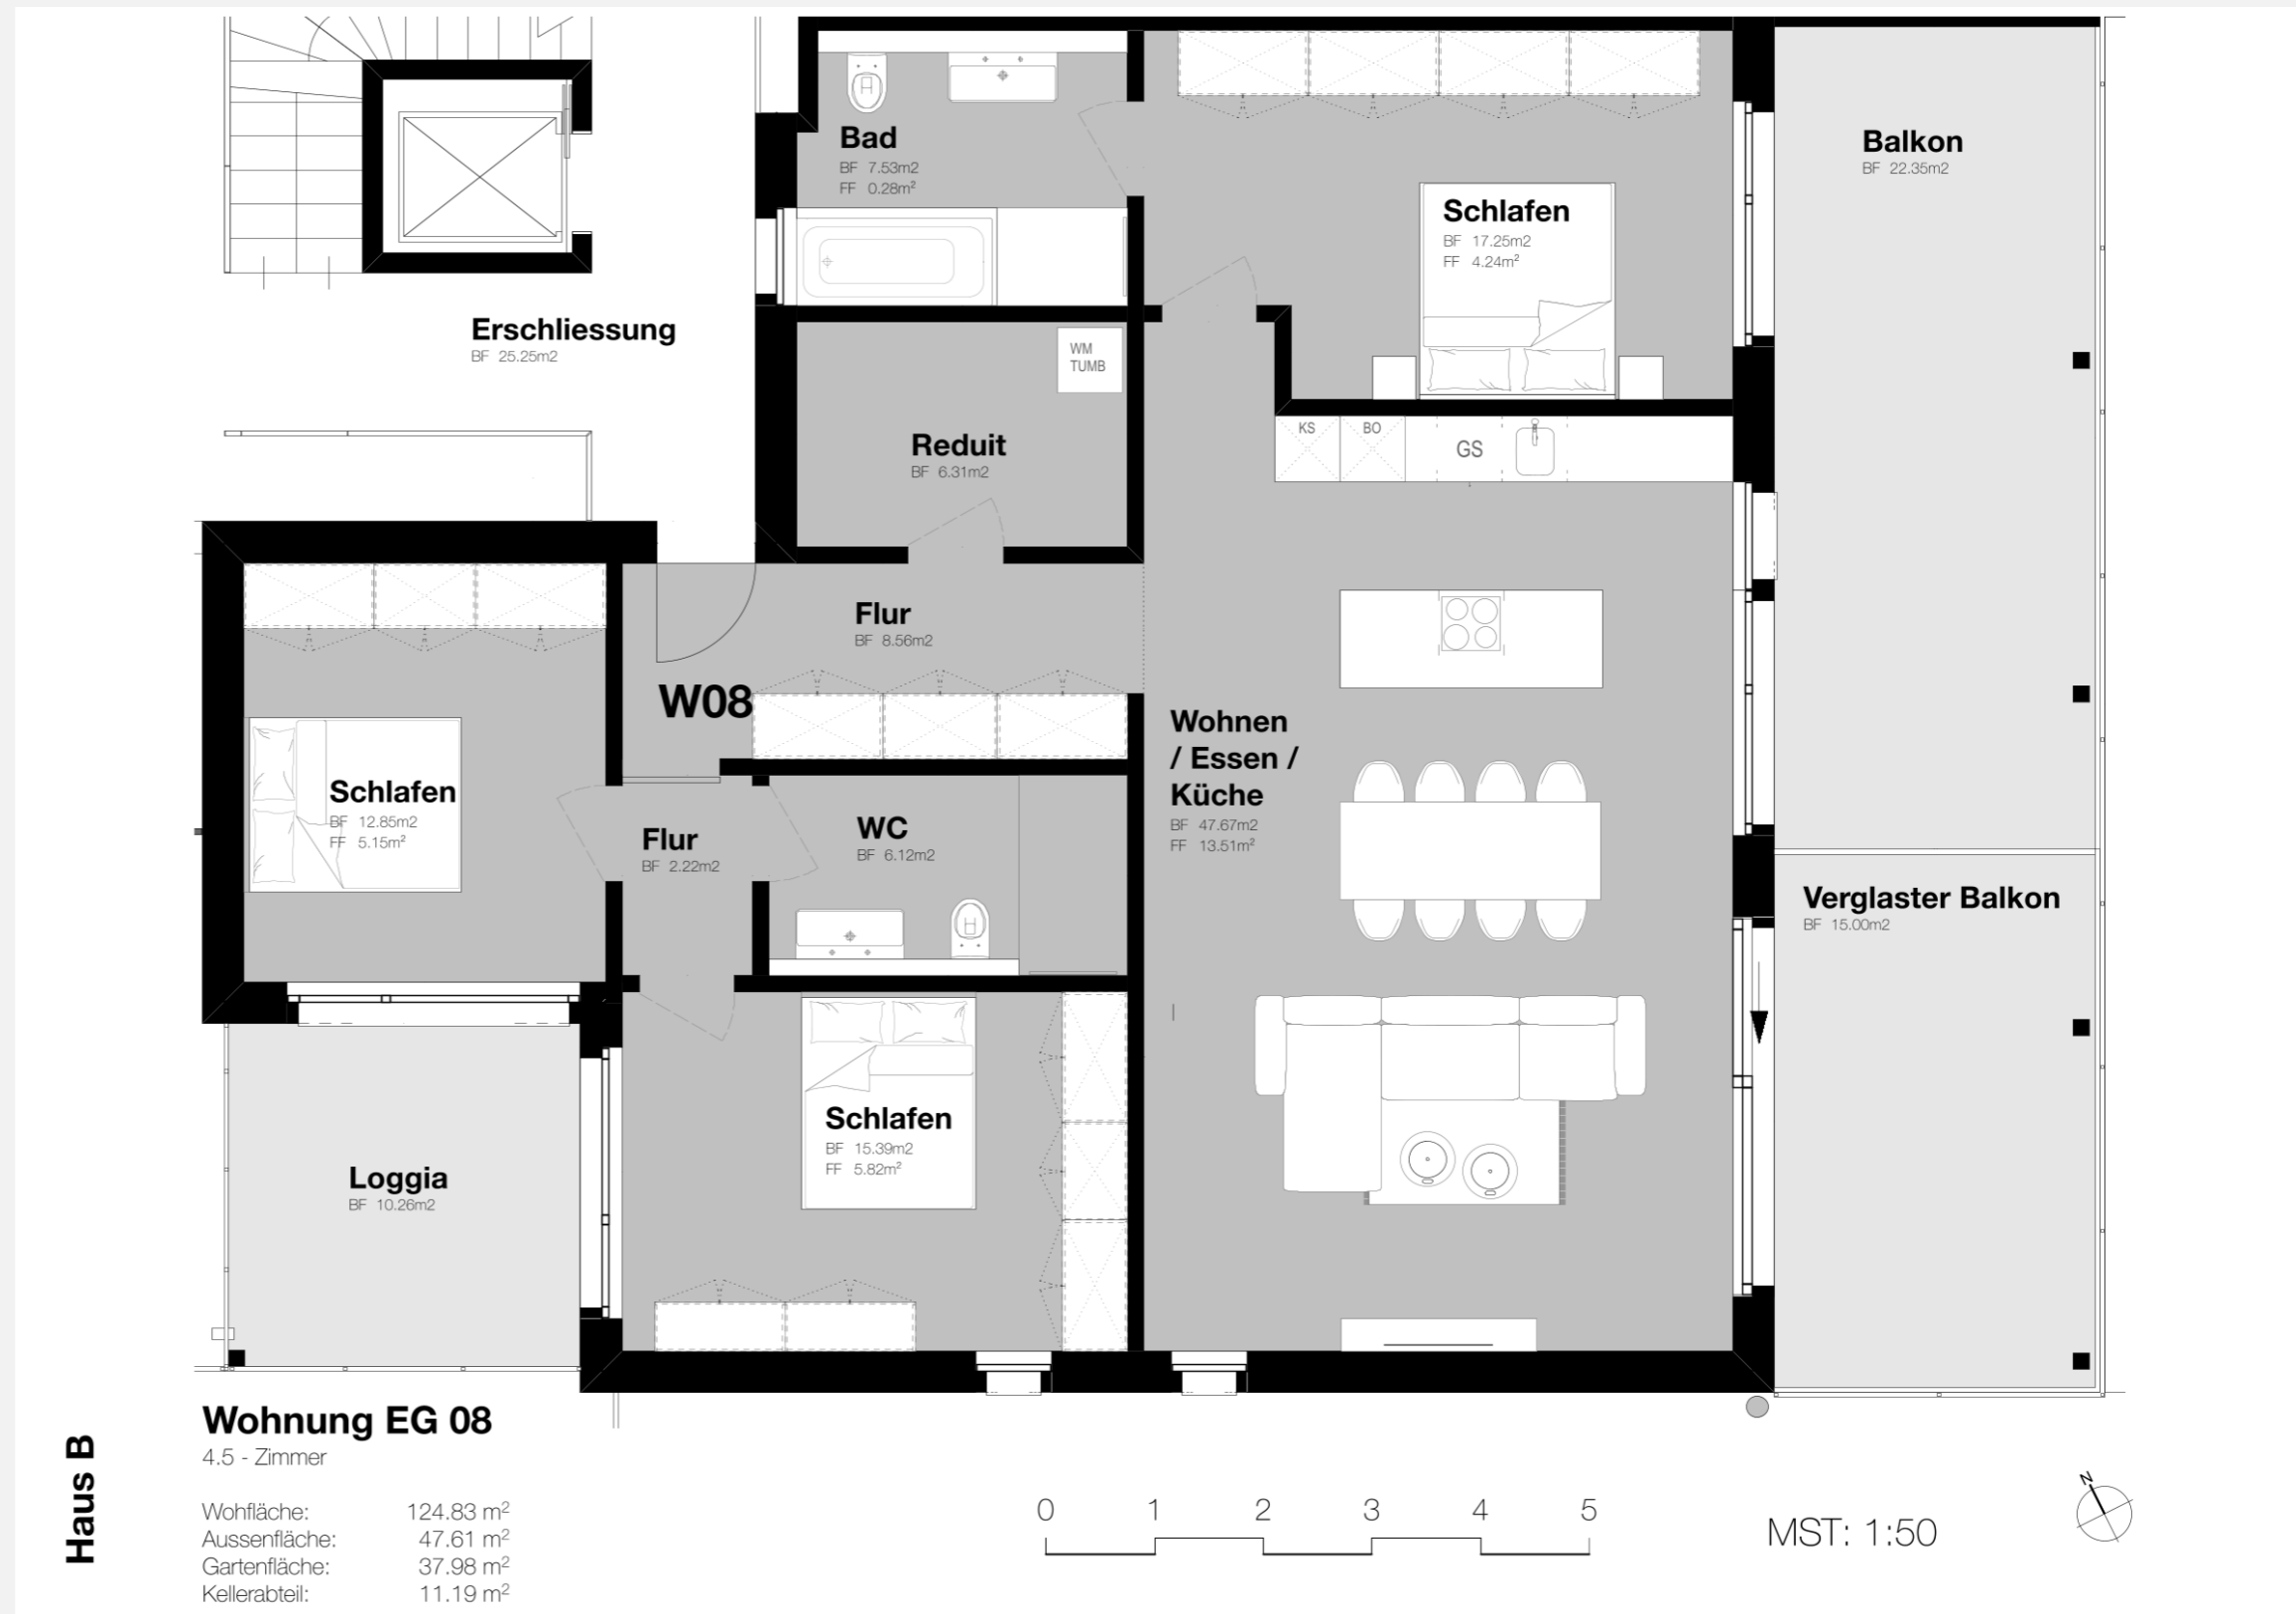 Bad
BF 7.53m2
FF 0.28m²
Schlafen
BF 17.25m2
FF 4.24m²
Balkon
BF 22.35m2
Erschliessung
BF 25.25m2
WM
TUMB
Reduit
BF 6.31m2
KS
BO
GS
Flur
BF 8.56m2
W08
Wohnen
/ Essen /
Küche
BF 47.67m2
FF 13.51m²
Schlafen
BF 12.85m2
FF 5.15m²
Flur
BF 2.22m2
WC
BF 6.12m2
Verglaster Balkon
BF 15.00m2
Schlafen
BF 15.39m2
FF 5.82m²
Loggia
BF 10.26m2
Haus B
Wohnung EG 08
4.5 - Zimmer
Wohfläche: 124.83 m²
Aussenfläche: 47.61 m²
Gartenfläche: 37.98 m²
Kellerabteil: 11.19 m²
0 1 2 3 4 5
MST: 1:50
N